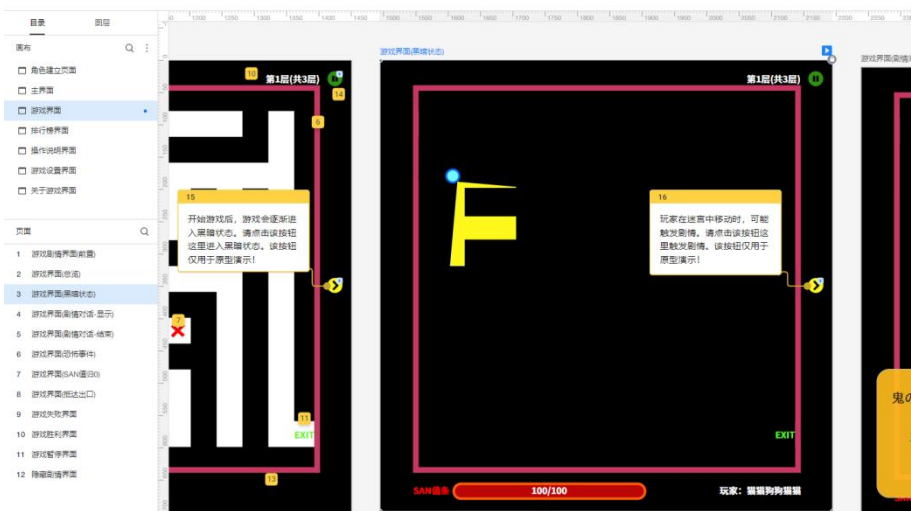 目录
图层
画布
角色建立页面
主界面
游戏界面
排行榜界面
操作说明界面
游戏设置界面
关于游戏界面
页面
1 游戏剧情界面(前置)
2 游戏界面(总览)
3 游戏界面(黑暗状态)
4 游戏界面(剧情对话-显示)
5 游戏界面(剧情对话-结束)
6 游戏界面(恐怖事件)
7 游戏界面(SAN值归0)
8 游戏界面(抵达出口)
9 游戏失败界面
10 游戏胜利界面
11 游戏暂停界面
12 隐藏剧情界面
10
第1层(共3层)
14
6
15
开始游戏后，游戏会逐渐进
入黑暗状态。请点击该按钮
这里进入黑暗状态。该按钮
仅用于原型演示！
7
11
EXIT
13
游戏界面(黑暗状态)
第1层(共3层)
16
玩家在迷宫中移动时，可能
触发剧情。请点击该按钮这
里触发剧情。该按钮仅用于
原型演示！
EXIT
SAN值条
100/100
玩家：猫猫狗狗猫猫
游戏界面(剧情
鬼の